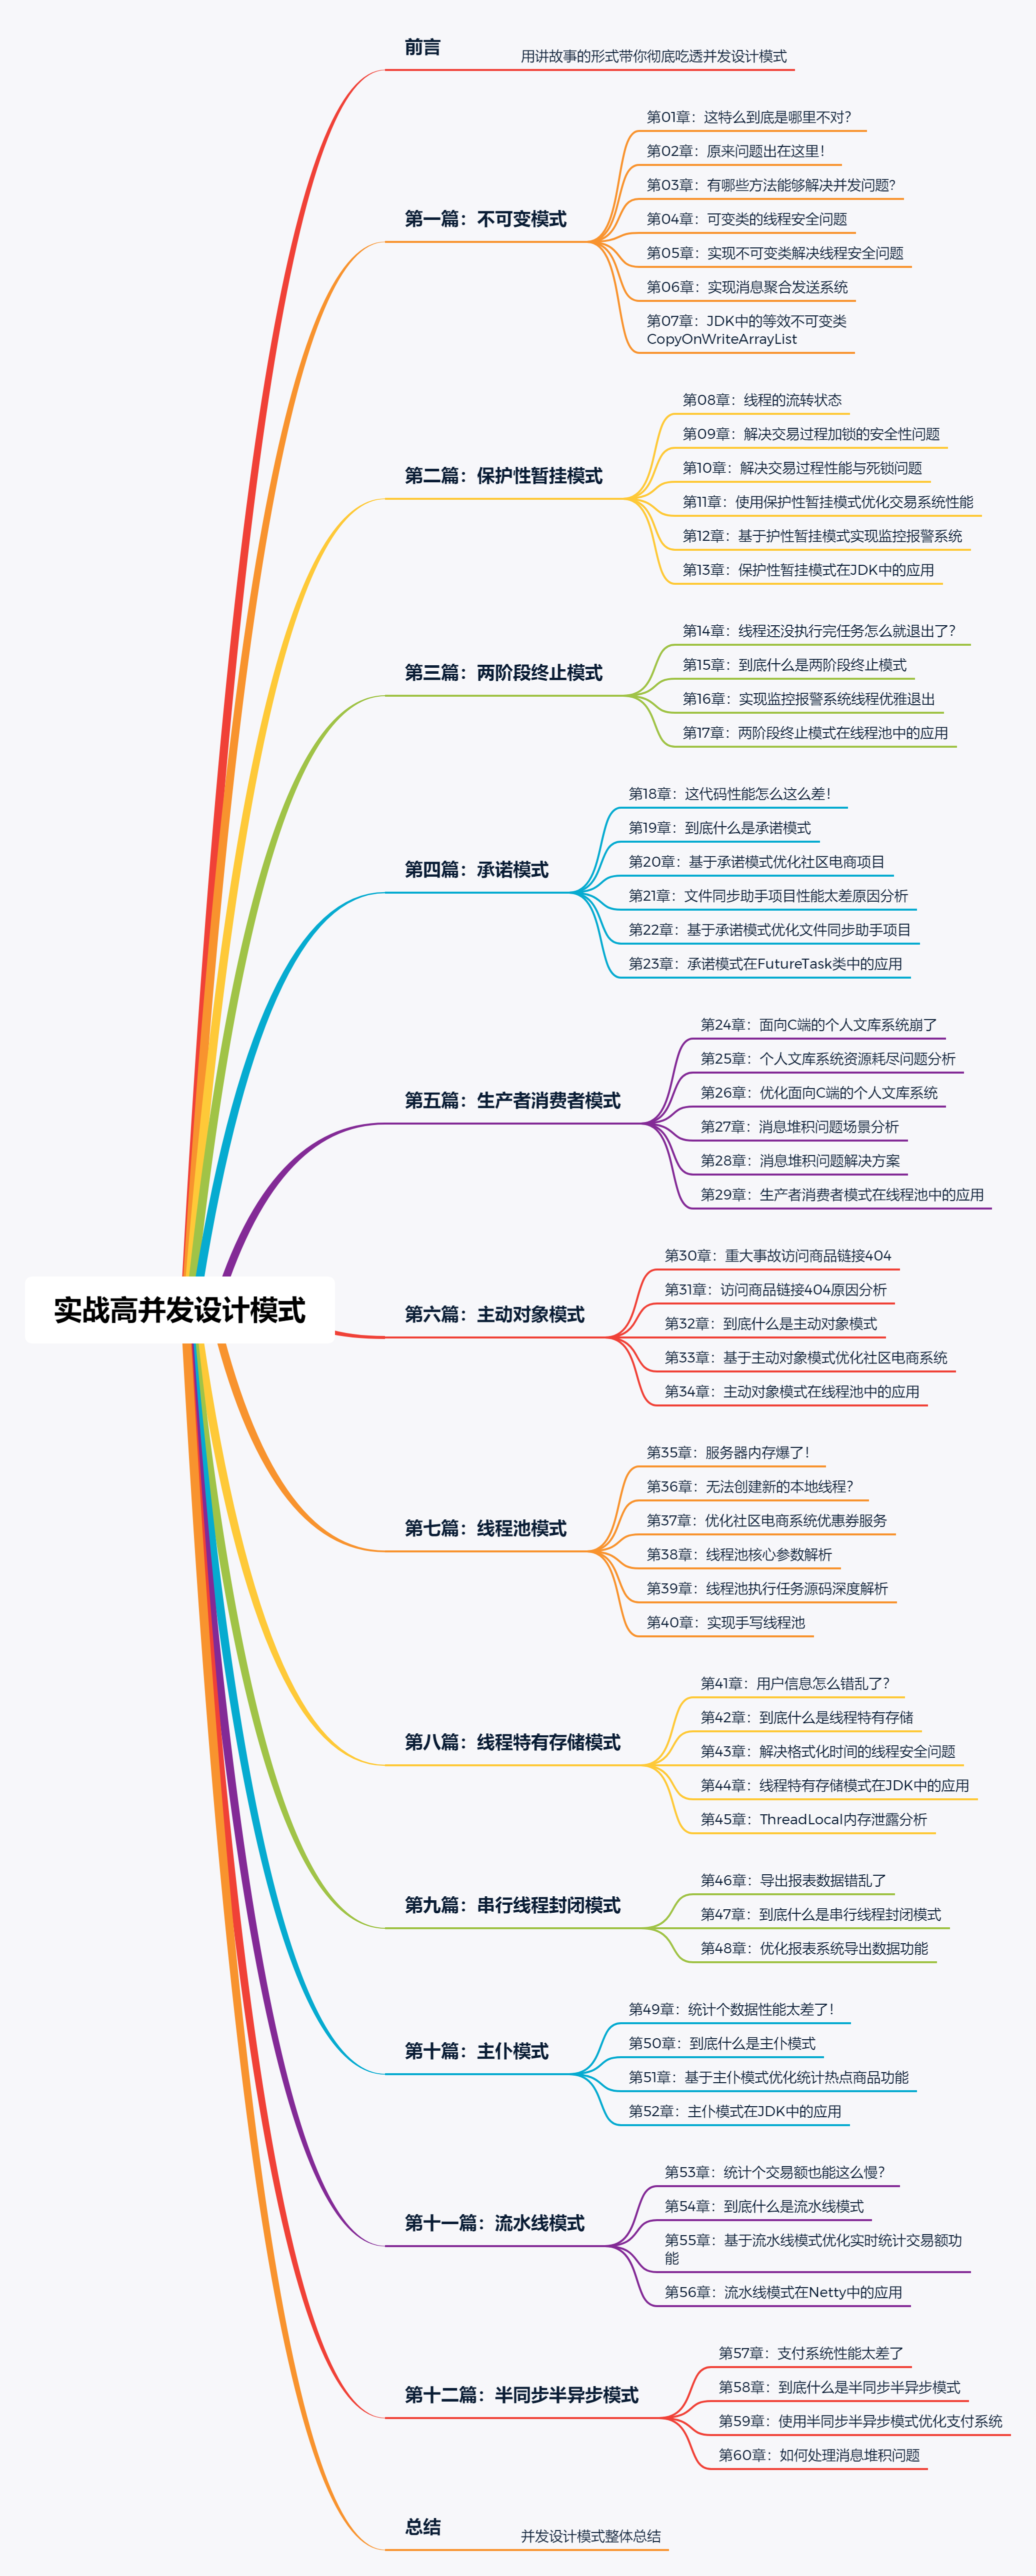 实战高并发设计模式
前言
用讲故事的形式带你彻底吃透并发设计模式
第一篇：不可变模式
第01章：这特么到底是哪里不对？
第02章：原来问题出在这里！
第03章：有哪些方法能够解决并发问题?
第04章：可变类的线程安全问题
第05章：实现不可变类解决线程安全问题
第06章：实现消息聚合发送系统
第07章：JDK中的等效不可变类
CopyOnWriteArrayList
第二篇：保护性暂挂模式
第08章：线程的流转状态
第09章：解决交易过程加锁的安全性问题
第10章：解决交易过程性能与死锁问题
第11章：使用保护性暂挂模式优化交易系统性能
第12章：基于护性暂挂模式实现监控报警系统
第13章：保护性暂挂模式在JDK中的应用
第三篇：两阶段终止模式
第14章：线程还没执行完任务怎么就退出了？
第15章：到底什么是两阶段终止模式
第16章：实现监控报警系统线程优雅退出
第17章：两阶段终止模式在线程池中的应用
第四篇：承诺模式
第18章：这代码性能怎么这么差！
第19章：到底什么是承诺模式
第20章：基于承诺模式优化社区电商项目
第21章：文件同步助手项目性能太差原因分析
第22章：基于承诺模式优化文件同步助手项目
第23章：承诺模式在FutureTask类中的应用
第五篇：生产者消费者模式
第24章：面向C端的个人文库系统崩了
第25章：个人文库系统资源耗尽问题分析
第26章：优化面向C端的个人文库系统
第27章：消息堆积问题场景分析
第28章：消息堆积问题解决方案
第29章：生产者消费者模式在线程池中的应用
第六篇：主动对象模式
第30章：重大事故访问商品链接404
第31章：访问商品链接404原因分析
第32章：到底什么是主动对象模式
第33章：基于主动对象模式优化社区电商系统
第34章：主动对象模式在线程池中的应用
第七篇：线程池模式
第35章：服务器内存爆了！
第36章：无法创建新的本地线程？
第37章：优化社区电商系统优惠券服务
第38章：线程池核心参数解析
第39章：线程池执行任务源码深度解析
第40章：实现手写线程池
第八篇：线程特有存储模式
第41章：用户信息怎么错乱了？
第42章：到底什么是线程特有存储
第43章：解决格式化时间的线程安全问题
第44章：线程特有存储模式在JDK中的应用
第45章：ThreadLocal内存泄露分析
第九篇：串行线程封闭模式
第46章：导出报表数据错乱了
第47章：到底什么是串行线程封闭模式
第48章：优化报表系统导出数据功能
第十篇：主仆模式
第49章：统计个数据性能太差了！
第50章：到底什么是主仆模式
第51章：基于主仆模式优化统计热点商品功能
第52章：主仆模式在JDK中的应用
第十一篇：流水线模式
第53章：统计个交易额也能这么慢？
第54章：到底什么是流水线模式
第55章：基于流水线模式优化实时统计交易额功
能
第56章：流水线模式在Netty中的应用
第十二篇：半同步半异步模式
第57章：支付系统性能太差了
第58章：到底什么是半同步半异步模式
第59章：使用半同步半异步模式优化支付系统
第60章：如何处理消息堆积问题
总结
并发设计模式整体总结